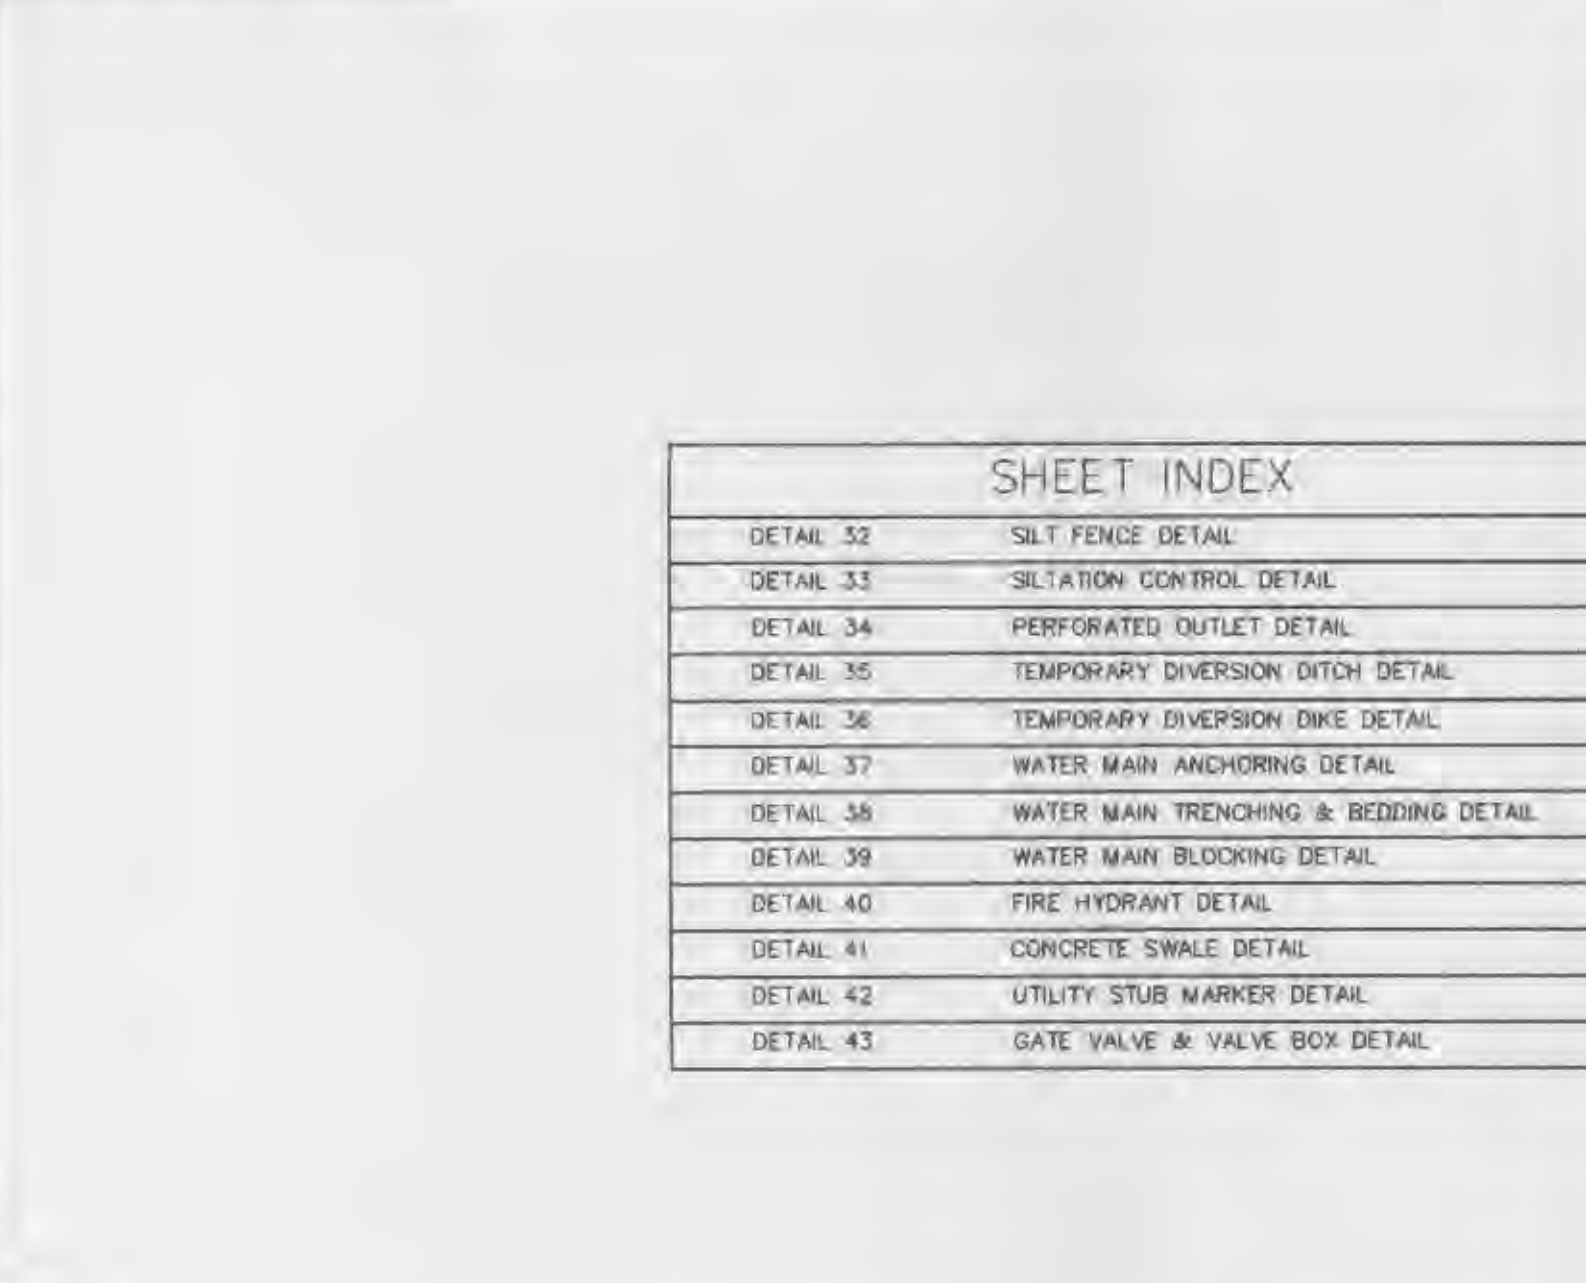 SHEET INDEX
DETAIL 32 SILT FENCE DETAIL
DETAIL 33 SILTATION CONTROL DETAIL
DETAIL 34 PERFORATED OUTLET DETAIL
DETAIL 35 TEMPORARY DIVERSION DITCH DETAIL
DETAIL 36 TEMPORARY DIVERSION DIKE DETAIL
DETAIL 37 WATER MAIN ANCHORING DETAIL
DETAIL 38 WATER MAIN TRENCHING & BEDDING DETAIL
DETAIL 39 WATER MAIN BLOCKING DETAIL
DETAIL 40 FIRE HYDRANT DETAIL
DETAIL 41 CONCRETE SWALE DETAIL
DETAIL 42 UTILITY STUB MARKER DETAIL
DETAIL 43 GATE VALVE & VALVE BOX DETAIL